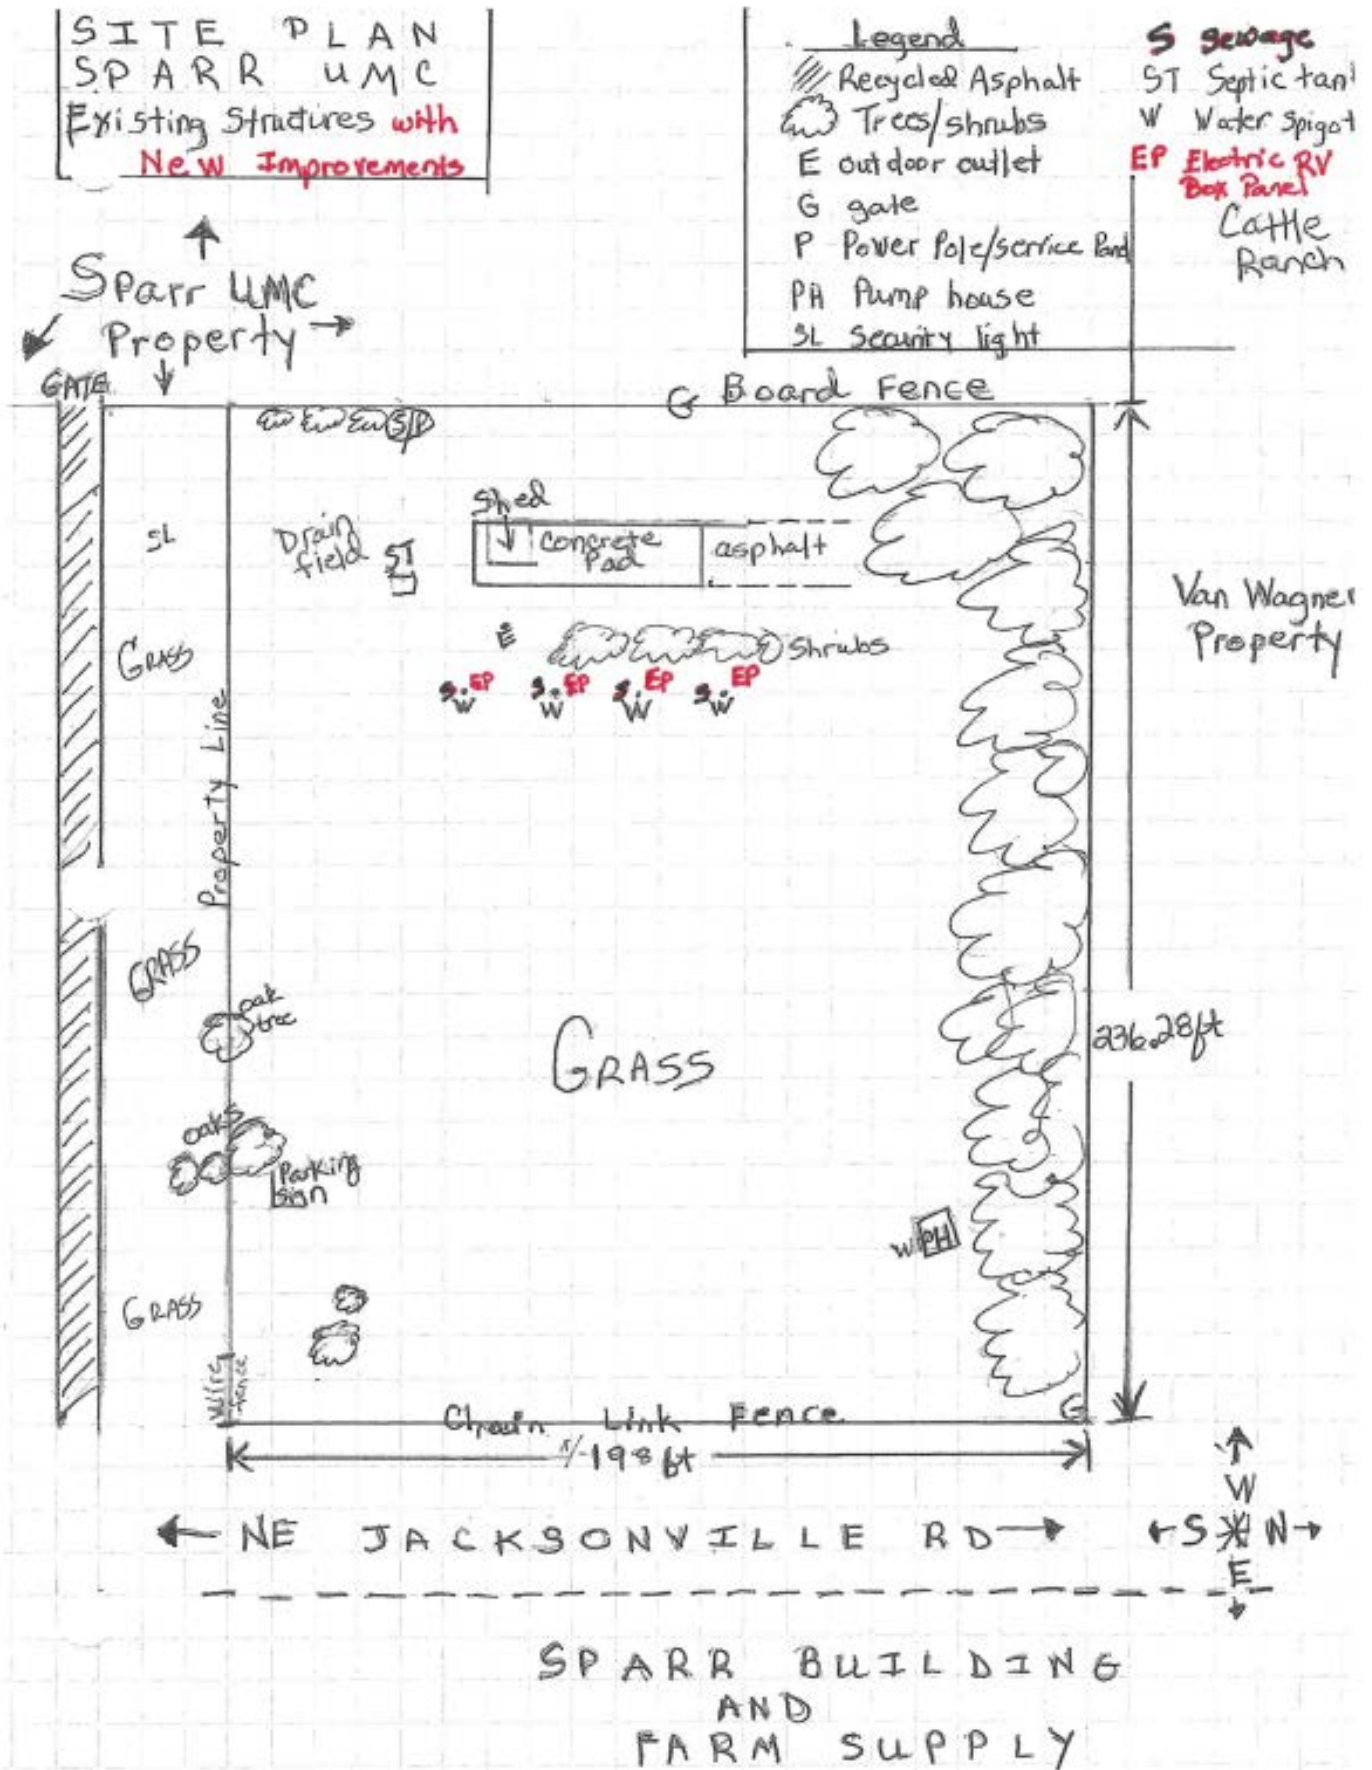 SITE PLAN
SPARR UMC
Existing Structures with
New Improvements
Legend
Recycled Asphalt
Trees/shrubs
E outdoor outlet
G gate
P Power Pole/service
PH Pump house
SL Security light
S Sewage
ST Septic tan
W Water Spigot
EP Electric RV
Box Panel
Cattle
Ranch
Sparr UMC
Property
GATE
G Board Fence
S/P
SL
Drain
field
ST
Shed
Concrete
Pad
asphalt
Van Wagner
Property
E
Shrubs
GRASS
S EP
W
S EP
W
S EP
W
S EP
W
Property Line
GRASS
oak
tree
GRASS
236.28ft
oaks
Parking
sign
W PH
GRASS
Wire
fence
Chain Link Fence
G
198 ft
NE JACKSONVILLE RD
W
S N
E
SPARR BUILDING
AND
FARM SUPPLY